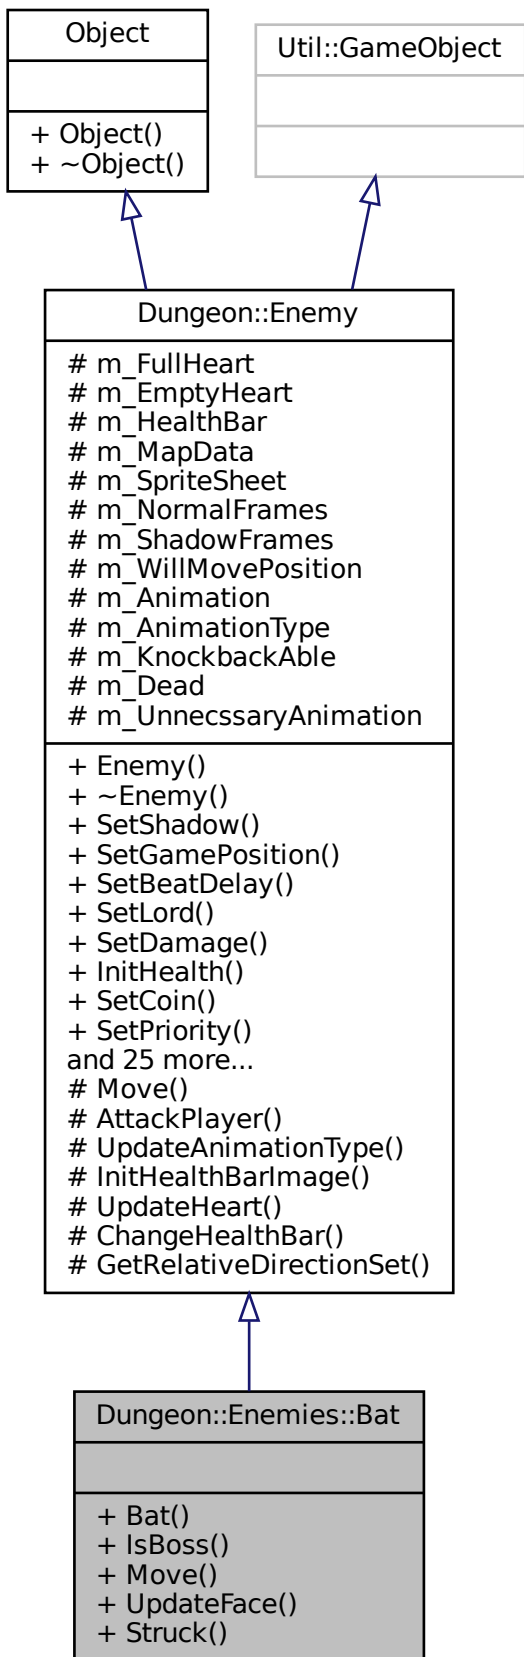 Object
+ Object()
+ ~Object()
Util::GameObject
Dungeon::Enemy
# m_FullHeart
# m_EmptyHeart
# m_HealthBar
# m_MapData
# m_SpriteSheet
# m_NormalFrames
# m_ShadowFrames
# m_WillMovePosition
# m_Animation
# m_AnimationType
# m_KnockbackAble
# m_Dead
# m_UnnecssaryAnimation
+ Enemy()
+ ~Enemy()
+ SetShadow()
+ SetGamePosition()
+ SetBeatDelay()
+ SetLord()
+ SetDamage()
+ InitHealth()
+ SetCoin()
+ SetPriority()
and 25 more...
# Move()
# AttackPlayer()
# UpdateAnimationType()
# InitHealthBarImage()
# UpdateHeart()
# ChangeHealthBar()
# GetRelativeDirectionSet()
Dungeon::Enemies::Bat
+ Bat()
+ IsBoss()
+ Move()
+ UpdateFace()
+ Struck()